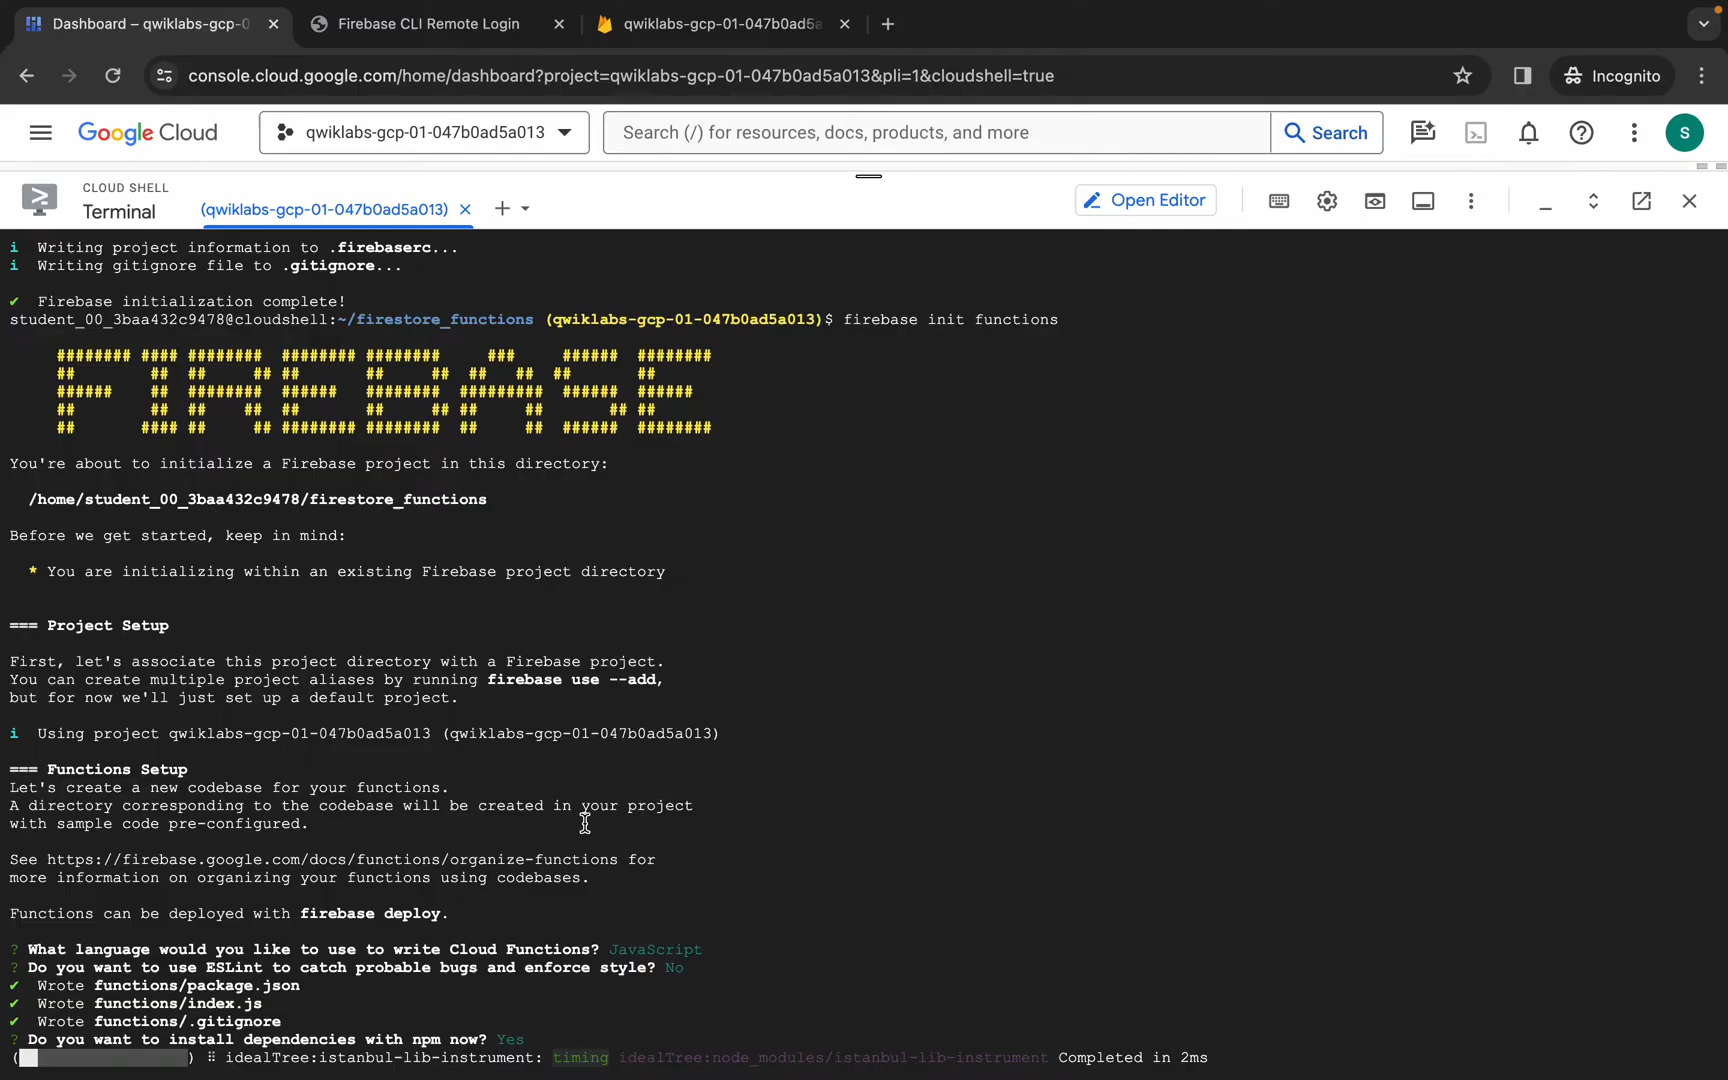 Dashboard – qwiklabs-gcp-0
Firebase CLI Remote Login
qwiklabs-gcp-01-047b0ad5a
console.cloud.google.com/home/dashboard?project=qwiklabs-gcp-01-047b0ad5a013&pli=1&cloudshell=true
Incognito
Google Cloud
qwiklabs-gcp-01-047b0ad5a013
Search (/) for resources, docs, products, and more
Search
S
CLOUD SHELL
Terminal
(qwiklabs-gcp-01-047b0ad5a013)
Open Editor
i Writing project information to .firebaserc...
i Writing gitignore file to .gitignore...
✔ Firebase initialization complete!
student_00_3baa432c9478@cloudshell:~/firestore_functions (qwiklabs-gcp-01-047b0ad5a013)$ firebase init functions
FIREBASE
You're about to initialize a Firebase project in this directory:
/home/student_00_3baa432c9478/firestore_functions
Before we get started, keep in mind:
* You are initializing within an existing Firebase project directory
=== Project Setup
First, let's associate this project directory with a Firebase project.
You can create multiple project aliases by running firebase use --add,
but for now we'll just set up a default project.
i Using project qwiklabs-gcp-01-047b0ad5a013 (qwiklabs-gcp-01-047b0ad5a013)
=== Functions Setup
Let's create a new codebase for your functions.
A directory corresponding to the codebase will be created in your project
with sample code pre-configured.
See https://firebase.google.com/docs/functions/organize-functions for
more information on organizing your functions using codebases.
Functions can be deployed with firebase deploy.
? What language would you like to use to write Cloud Functions? JavaScript
? Do you want to use ESLint to catch probable bugs and enforce style? No
✔ Wrote functions/package.json
✔ Wrote functions/index.js
✔ Wrote functions/.gitignore
? Do you want to install dependencies with npm now? Yes
( ) ⠿ idealTree:istanbul-lib-instrument: timing idealTree:node_modules/istanbul-lib-instrument Completed in 2ms